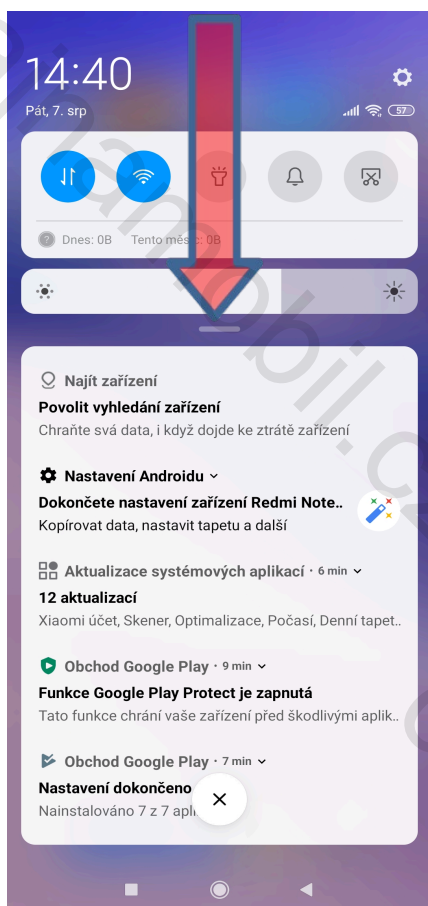 14:40
Pát, 7. srp
57
Dnes: 0B Tento měsíc: 0B
Najít zařízení
Povolit vyhledání zařízení
Chraňte svá data, i když dojde ke ztrátě zařízení
Nastavení Androidu
Dokončete nastavení zařízení Redmi Note..
Kopírovat data, nastavit tapetu a další
Aktualizace systémových aplikací · 6 min
12 aktualizací
Xiaomi účet, Skener, Optimalizace, Počasí, Denní tapet..
Obchod Google Play · 9 min
Funkce Google Play Protect je zapnutá
Tato funkce chrání vaše zařízení před škodlivými aplik..
Obchod Google Play · 7 min
Nastavení dokončeno
Nainstalováno 7 z 7